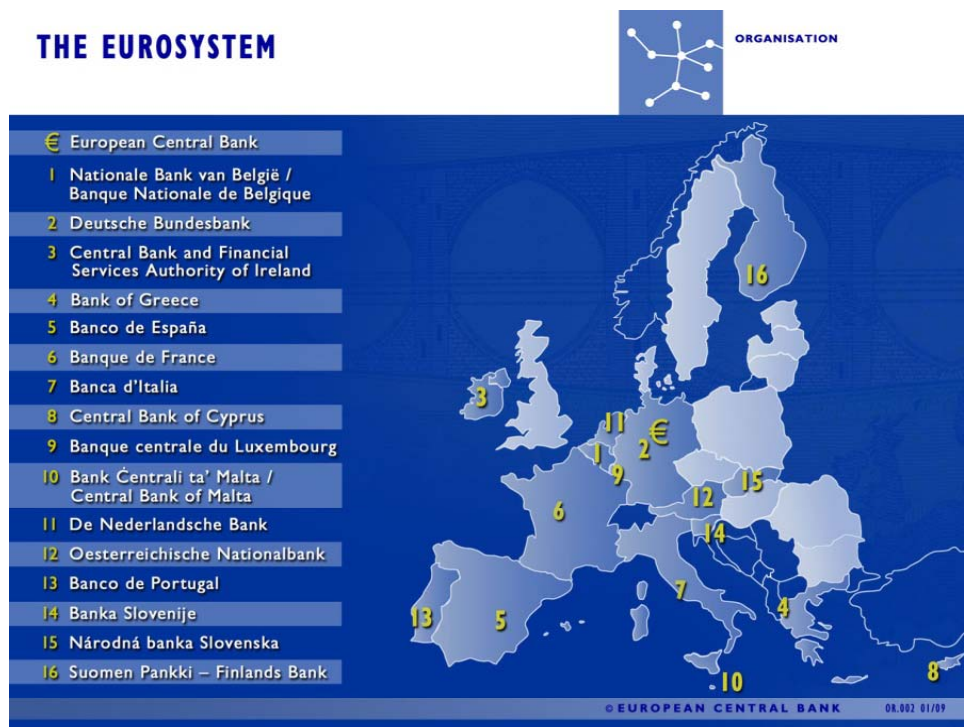 THE EUROSYSTEM
ORGANISATION
€ European Central Bank
1 Nationale Bank van België /
Banque Nationale de Belgique
2 Deutsche Bundesbank
3 Central Bank and Financial
Services Authority of Ireland
4 Bank of Greece
5 Banco de España
6 Banque de France
7 Banca d'Italia
8 Central Bank of Cyprus
9 Banque centrale du Luxembourg
10 Bank Ċentrali ta' Malta /
Central Bank of Malta
11 De Nederlandsche Bank
12 Oesterreichische Nationalbank
13 Banco de Portugal
14 Banka Slovenije
15 Národná banka Slovenska
16 Suomen Pankki – Finlands Bank
16
3
11
€
1
2
9
15
12
6
14
7
4
13
5
10
8
© EUROPEAN CENTRAL BANK OR.002 01/09